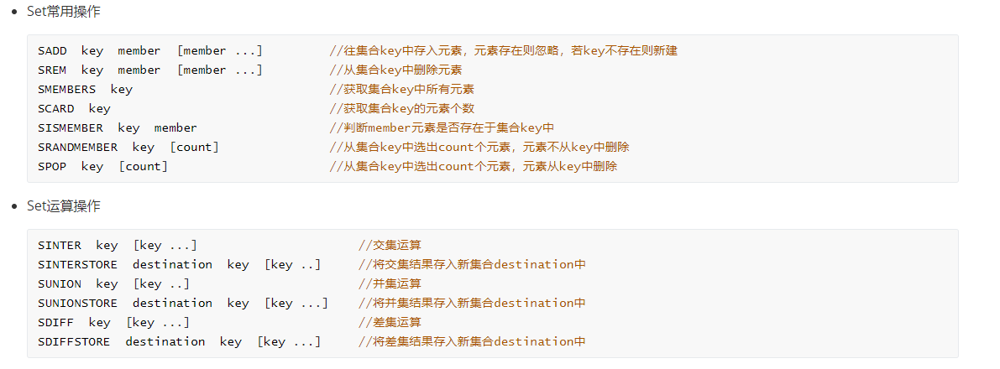 Set常用操作
SADD key member [member ...] //往集合key中存入元素，元素存在则忽略，若key不存在则新建
SREM key member [member ...] //从集合key中删除元素
SMEMBERS key //获取集合key中所有元素
SCARD key //获取集合key的元素个数
SISMEMBER key member //判断member元素是否存在于集合key中
SRANDMEMBER key [count] //从集合key中选出count个元素，元素不从key中删除
SPOP key [count] //从集合key中选出count个元素，元素从key中删除
Set运算操作
SINTER key [key ...] //交集运算
SINTERSTORE destination key [key ..] //将交集结果存入新集合destination中
SUNION key [key ..] //并集运算
SUNIONSTORE destination key [key ...] //将并集结果存入新集合destination中
SDIFF key [key ...] //差集运算
SDIFFSTORE destination key [key ...] //将差集结果存入新集合destination中